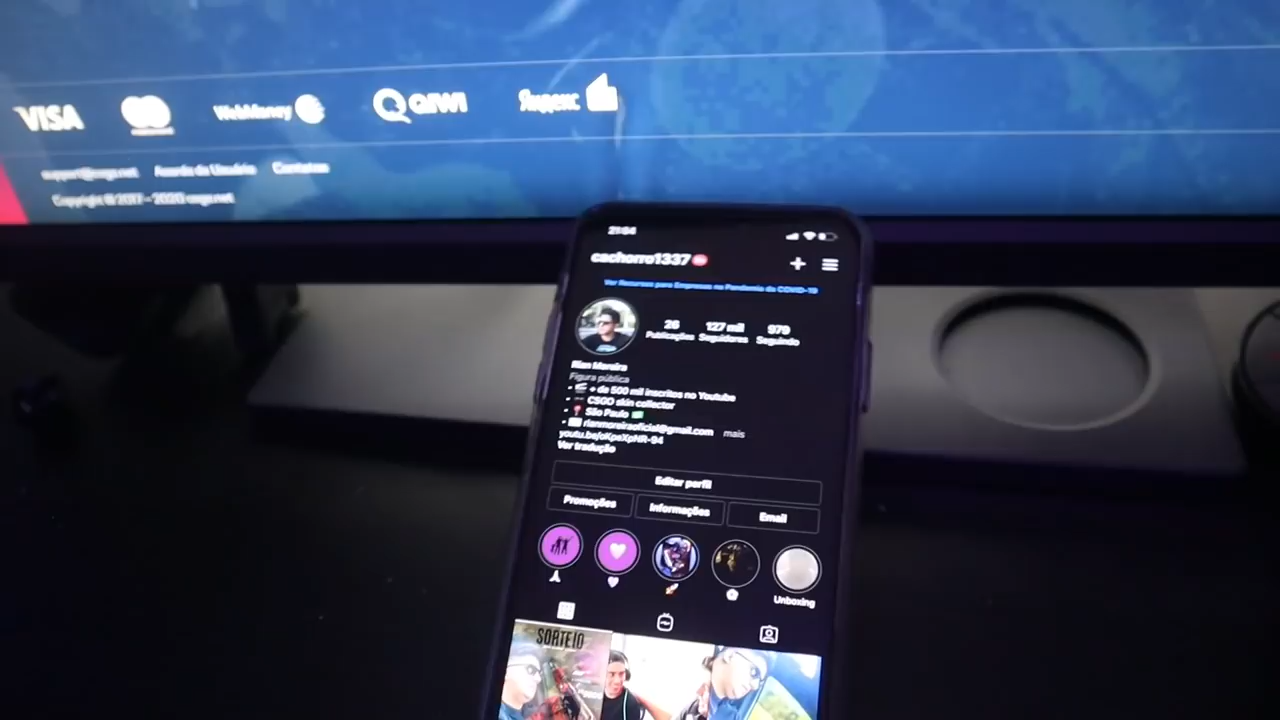 VISA WebMoney QIWI Яндекс
support@csgo.net Acordo de Usuário Contatos
Copyright © 2017 - 2020 csgo.net
21:04
cachorro1337
Ver Recursos para Empresas na Pandemia da COVID-19
26 127 mil 979
Publicações Seguidores Seguindo
Rian Moreira
Figura pública
• + de 500 mil inscritos no Youtube
• CSGO skin collector
• São Paulo
• rianmoreiraoficial@gmail.com mais
Ver tradução
Editar perfil
Promoções Informações Email
Unboxing
SORTEIO